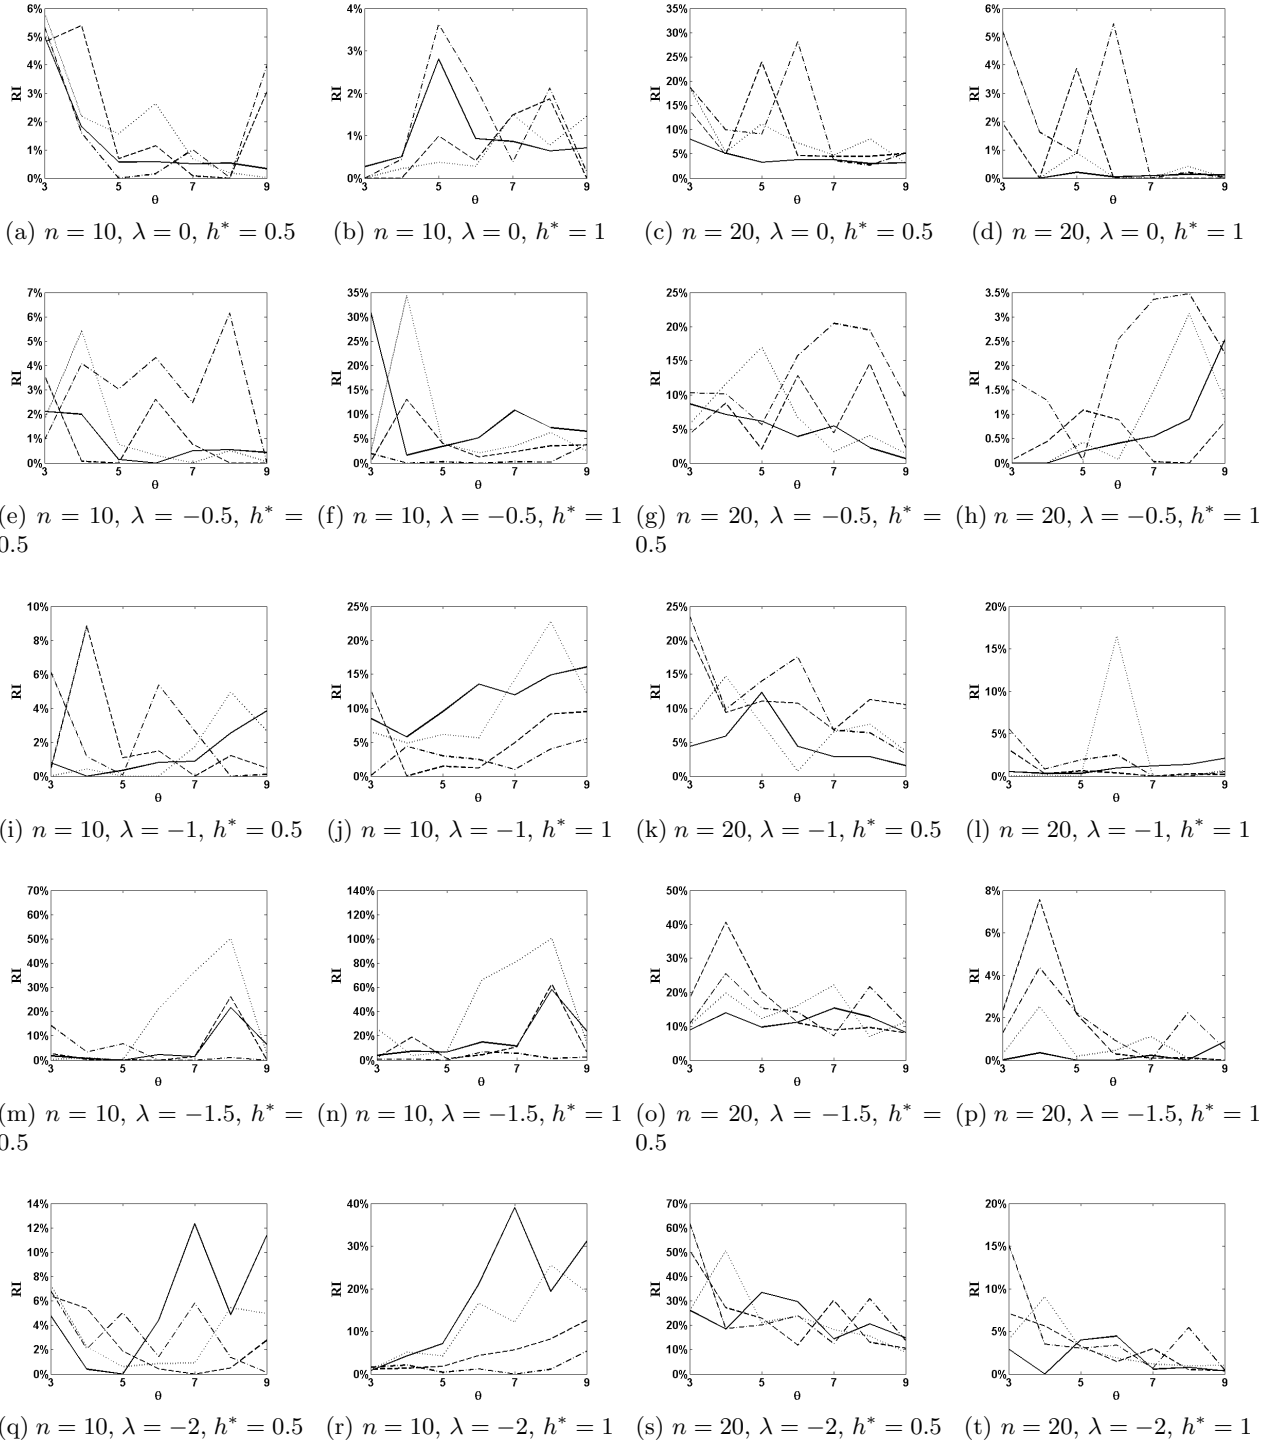 6%
5%
4%
3%
2%
1%
0%
RI
3 5 7 9
θ
(a) n = 10, λ = 0, h* = 0.5
4%
3%
2%
1%
0%
RI
3 5 7 9
θ
(b) n = 10, λ = 0, h* = 1
35%
30%
25%
20%
15%
10%
5%
0%
RI
3 5 7 9
θ
(c) n = 20, λ = 0, h* = 0.5
6%
5%
4%
3%
2%
1%
0%
RI
3 5 7 9
θ
(d) n = 20, λ = 0, h* = 1
7%
6%
5%
4%
3%
2%
1%
0%
RI
3 5 7 9
θ
(e) n = 10, λ = −0.5, h* =
0.5
35%
30%
25%
20%
15%
10%
5%
0%
RI
3 5 7 9
θ
(f) n = 10, λ = −0.5, h* = 1
25%
20%
15%
10%
5%
0%
RI
3 5 7 9
θ
(g) n = 20, λ = −0.5, h* =
0.5
3.5%
3%
2.5%
2%
1.5%
1%
0.5%
0%
RI
3 5 7 9
θ
(h) n = 20, λ = −0.5, h* = 1
10%
8%
6%
4%
2%
0%
RI
3 5 7 9
θ
(i) n = 10, λ = −1, h* = 0.5
25%
20%
15%
10%
5%
0%
RI
3 5 7 9
θ
(j) n = 10, λ = −1, h* = 1
25%
20%
15%
10%
5%
0%
RI
3 5 7 9
θ
(k) n = 20, λ = −1, h* = 0.5
20%
15%
10%
5%
0%
RI
3 5 7 9
θ
(l) n = 20, λ = −1, h* = 1
70%
60%
50%
40%
30%
20%
10%
0%
RI
3 5 7 9
θ
(m) n = 10, λ = −1.5, h* =
0.5
140%
120%
100%
80%
60%
40%
20%
0%
RI
3 5 7 9
θ
(n) n = 10, λ = −1.5, h* = 1
50%
40%
30%
20%
10%
0%
RI
3 5 7 9
θ
(o) n = 20, λ = −1.5, h* =
0.5
8%
6%
4%
2%
0%
RI
3 5 7 9
θ
(p) n = 20, λ = −1.5, h* = 1
14%
12%
10%
8%
6%
4%
2%
0%
RI
3 5 7 9
θ
(q) n = 10, λ = −2, h* = 0.5
40%
30%
20%
10%
0%
RI
3 5 7 9
θ
(r) n = 10, λ = −2, h* = 1
70%
60%
50%
40%
30%
20%
10%
0%
RI
3 5 7 9
θ
(s) n = 20, λ = −2, h* = 0.5
20%
15%
10%
5%
0%
RI
3 5 7 9
θ
(t) n = 20, λ = −2, h* = 1